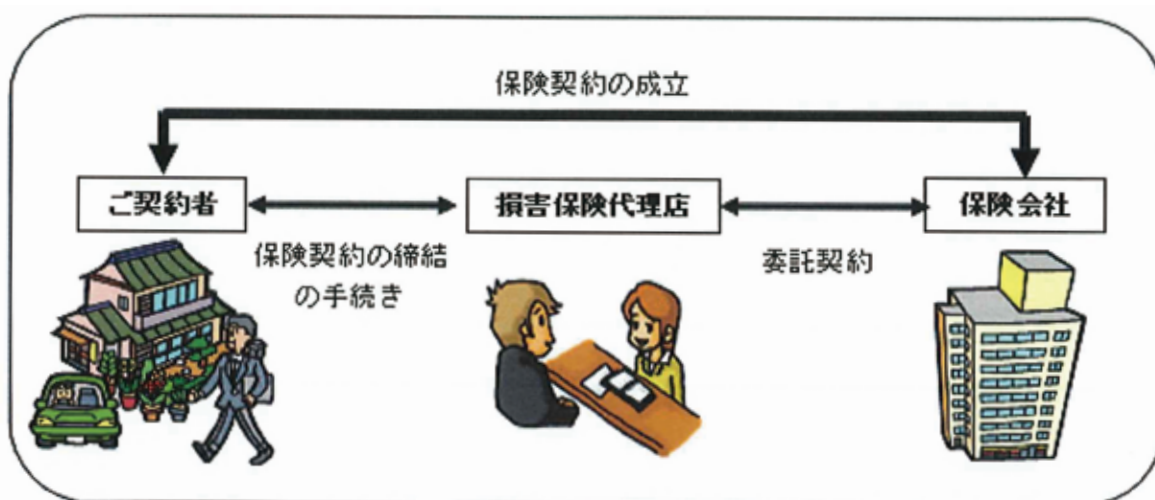 保険契約の成立
ご契約者
損害保険代理店
保険会社
保険契約の締結
の手続き
委託契約